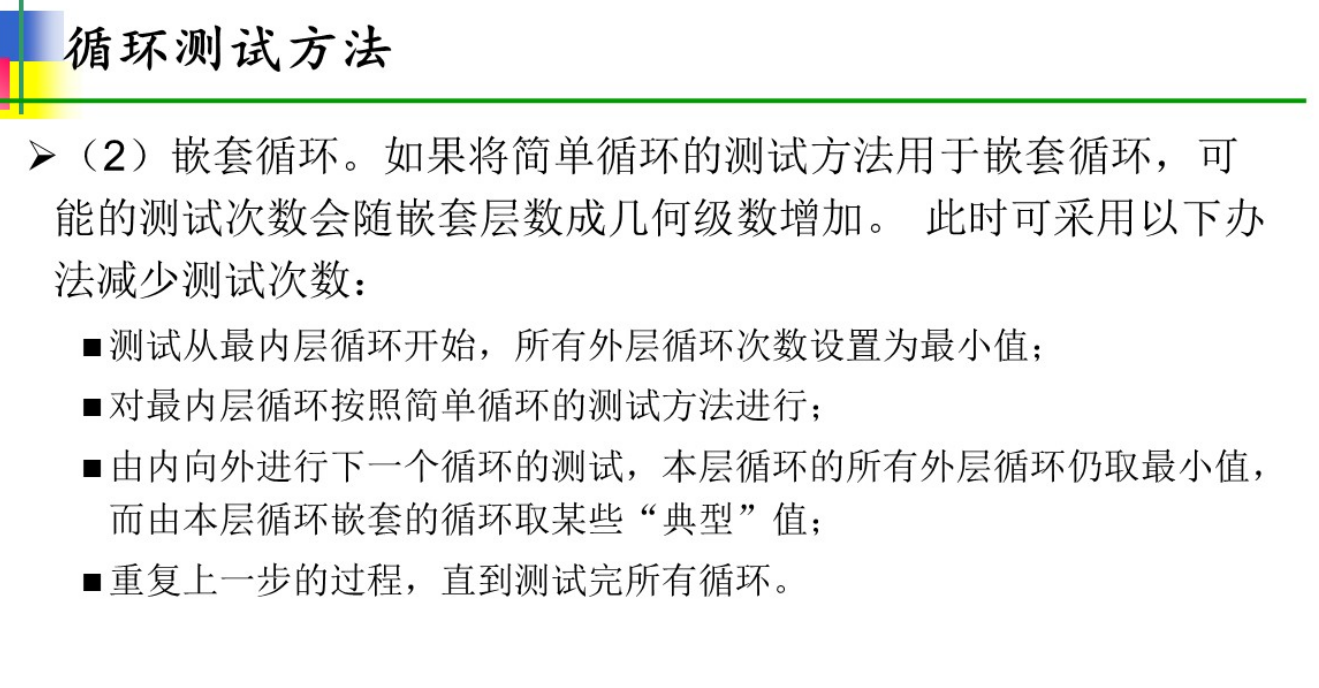 循环测试方法
➢（2）嵌套循环。如果将简单循环的测试方法用于嵌套循环，可
能的测试次数会随嵌套层数成几何级数增加。 此时可采用以下办
法减少测试次数：
■测试从最内层循环开始，所有外层循环次数设置为最小值；
■对最内层循环按照简单循环的测试方法进行；
■由内向外进行下一个循环的测试，本层循环的所有外层循环仍取最小值，
而由本层循环嵌套的循环取某些“典型”值；
■重复上一步的过程，直到测试完所有循环。